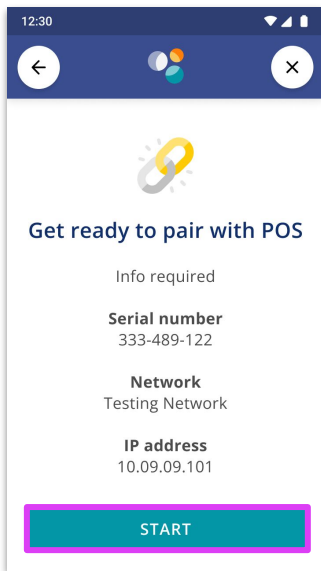 12:30
Get ready to pair with POS
Info required
Serial number
333-489-122
Network
Testing Network
IP address
10.09.09.101
START